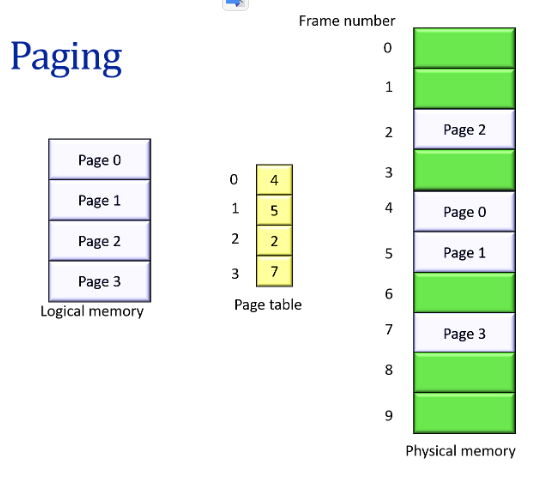 Paging
Page 0
Page 1
Page 2
Page 3
Logical memory
0 4
1 5
2 2
3 7
Page table
Frame number
0
1
2 Page 2
3
4 Page 0
5 Page 1
6
7 Page 3
8
9
Physical memory